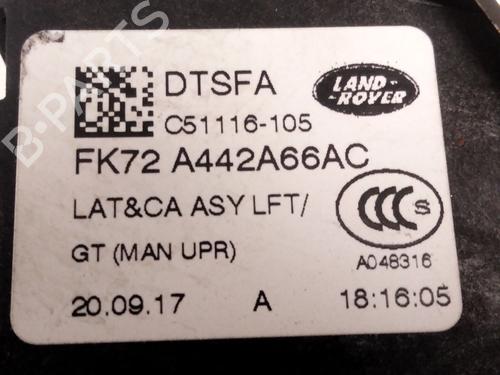 DTSFA
LAND-
ROVER
C51116-105
FK72 A442A66AC
LAT&CA ASY LFT/
GT (MAN UPR)
CCC S
A048316
20.09.17 A 18:16:05
B-PARTS